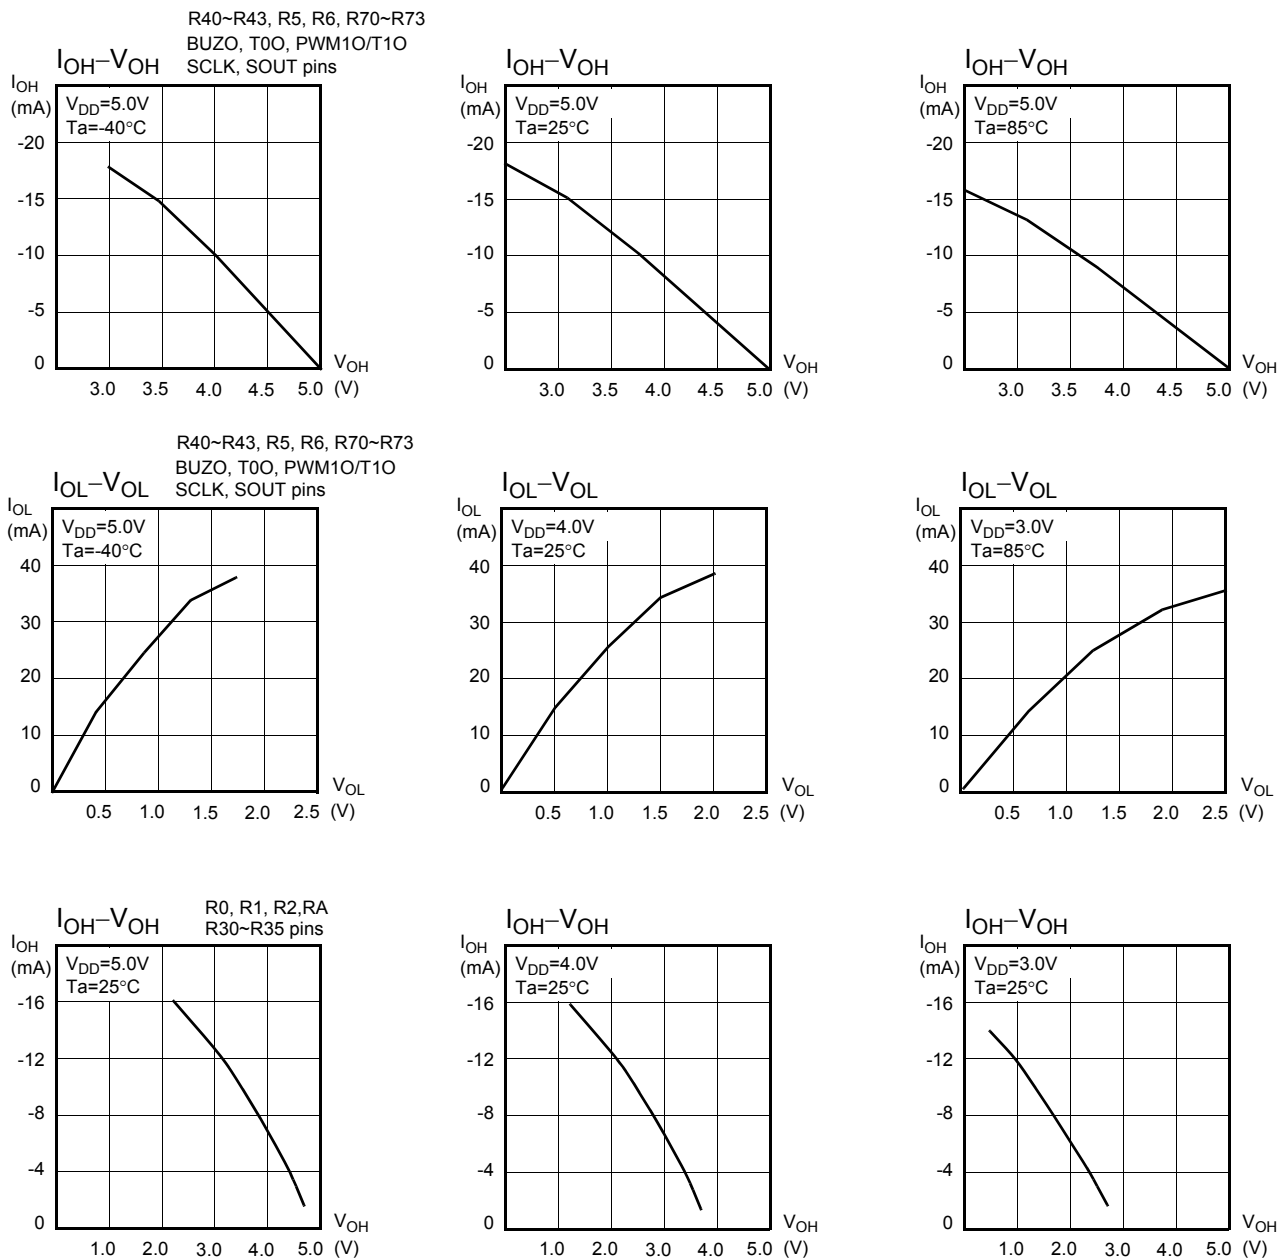 R40~R43, R5, R6, R70~R73
BUZO, T0O, PWM1O/T1O
SCLK, SOUT pins
IOH–VOH
IOH
(mA)
VDD=5.0V
Ta=-40°C
-20
-15
-10
-5
0
3.0 3.5 4.0 4.5 5.0
VOH
(V)
IOH–VOH
IOH
(mA)
VDD=5.0V
Ta=25°C
-20
-15
-10
-5
0
3.0 3.5 4.0 4.5 5.0
VOH
(V)
IOH–VOH
IOH
(mA)
VDD=5.0V
Ta=85°C
-20
-15
-10
-5
0
3.0 3.5 4.0 4.5 5.0
VOH
(V)
R40~R43, R5, R6, R70~R73
BUZO, T0O, PWM1O/T1O
SCLK, SOUT pins
IOL–VOL
IOL
(mA)
VDD=5.0V
Ta=-40°C
40
30
20
10
0
0.5 1.0 1.5 2.0 2.5
VOL
(V)
IOL–VOL
IOL
(mA)
VDD=4.0V
Ta=25°C
40
30
20
10
0
0.5 1.0 1.5 2.0 2.5
VOL
(V)
IOL–VOL
IOL
(mA)
VDD=3.0V
Ta=85°C
40
30
20
10
0
0.5 1.0 1.5 2.0 2.5
VOL
(V)
R0, R1, R2,RA
R30~R35 pins
IOH–VOH
IOH
(mA)
VDD=5.0V
Ta=25°C
-16
-12
-8
-4
0
1.0 2.0 3.0 4.0 5.0
VOH
(V)
IOH–VOH
IOH
(mA)
VDD=4.0V
Ta=25°C
-16
-12
-8
-4
0
1.0 2.0 3.0 4.0 5.0
VOH
(V)
IOH–VOH
IOH
(mA)
VDD=3.0V
Ta=25°C
-16
-12
-8
-4
0
1.0 2.0 3.0 4.0 5.0
VOH
(V)